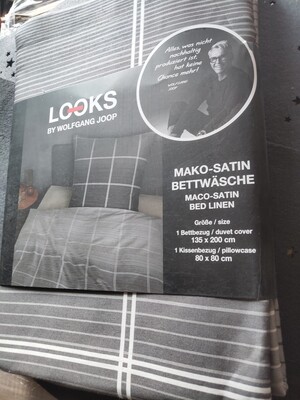 Alles, was nicht
nachhaltig
produziert ist,
hat keine
Chance mehr!
LOOKS
BY WOLFGANG JOOP
MAKO-SATIN
BETTWÄSCHE
MACO-SATIN
BED LINEN
Größe / size
1 Bettbezug / duvet cover
135 x 200 cm
1 Kissenbezug / pillowcase
80 x 80 cm